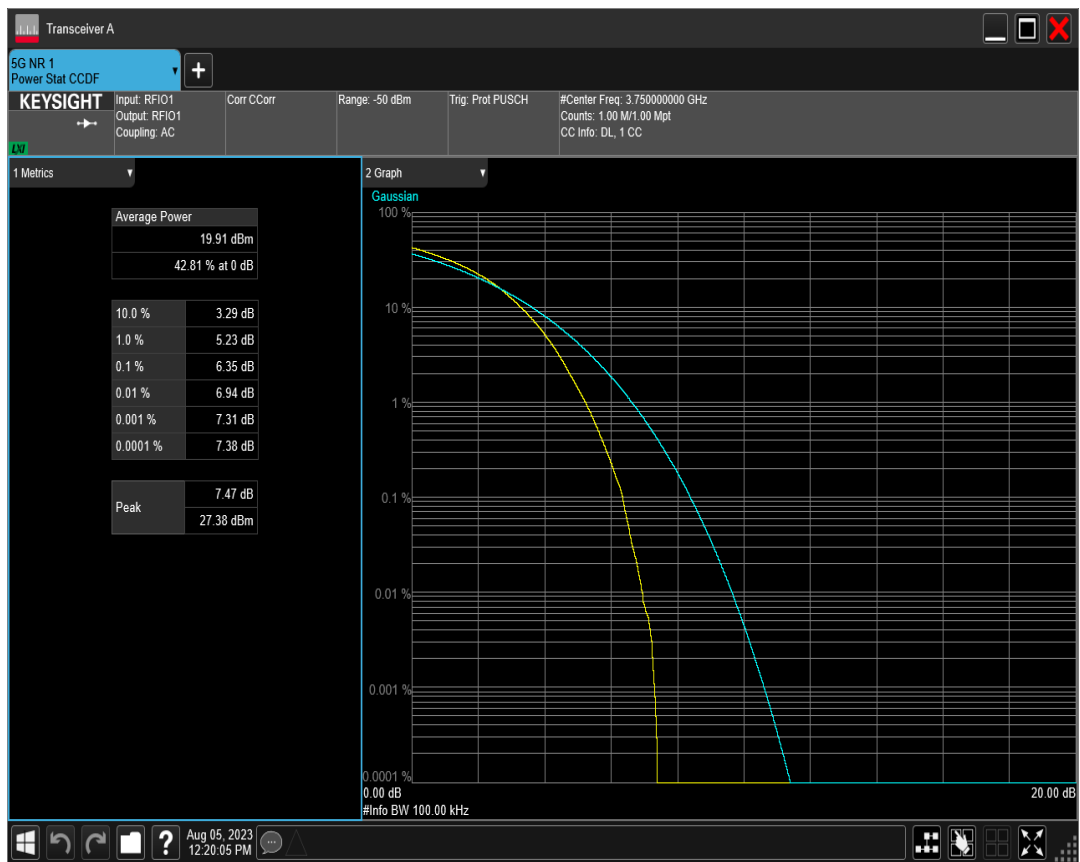 Transceiver A
5G NR 1
Power Stat CCDF
+
KEYSIGHT
LXI
Input: RFIO1
Output: RFIO1
Coupling: AC
Corr CCorr
Range: -50 dBm
Trig: Prot PUSCH
#Center Freq: 3.750000000 GHz
Counts: 1.00 M/1.00 Mpt
CC Info: DL, 1 CC
1 Metrics
Average Power
19.91 dBm
42.81 % at 0 dB
10.0 % 3.29 dB
1.0 % 5.23 dB
0.1 % 6.35 dB
0.01 % 6.94 dB
0.001 % 7.31 dB
0.0001 % 7.38 dB
Peak
7.47 dB
27.38 dBm
2 Graph
Gaussian
100 %
10 %
1 %
0.1 %
0.01 %
0.001 %
0.0001 %
0.00 dB 20.00 dB
#Info BW 100.00 kHz
?
Aug 05, 2023
12:20:05 PM